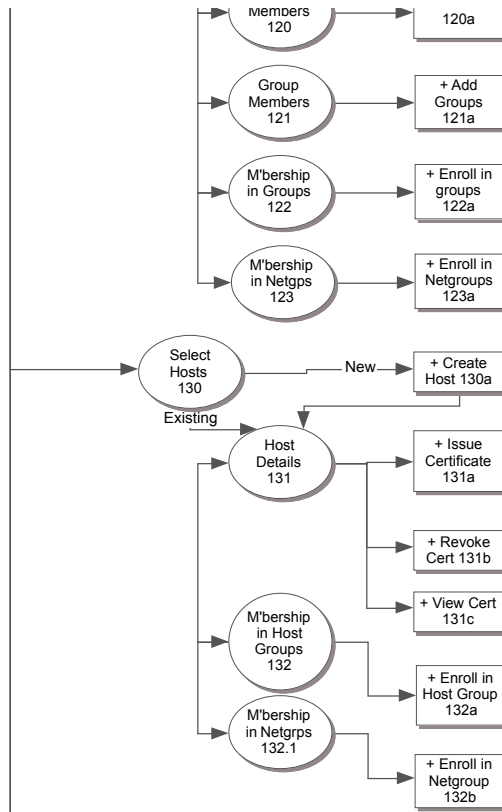 Members
120
120a
Group
Members
121
+ Add
Groups
121a
M'bership
in Groups
122
+ Enroll in
groups
122a
M'bership
in Netgps
123
+ Enroll in
Netgroups
123a
Select
Hosts
130
New
+ Create
Host 130a
Existing
Host
Details
131
+ Issue
Certificate
131a
+ Revoke
Cert 131b
+ View Cert
131c
M'bership
in Host
Groups
132
+ Enroll in
Host Group
132a
M'bership
in Netgrps
132.1
+ Enroll in
Netgroup
132b